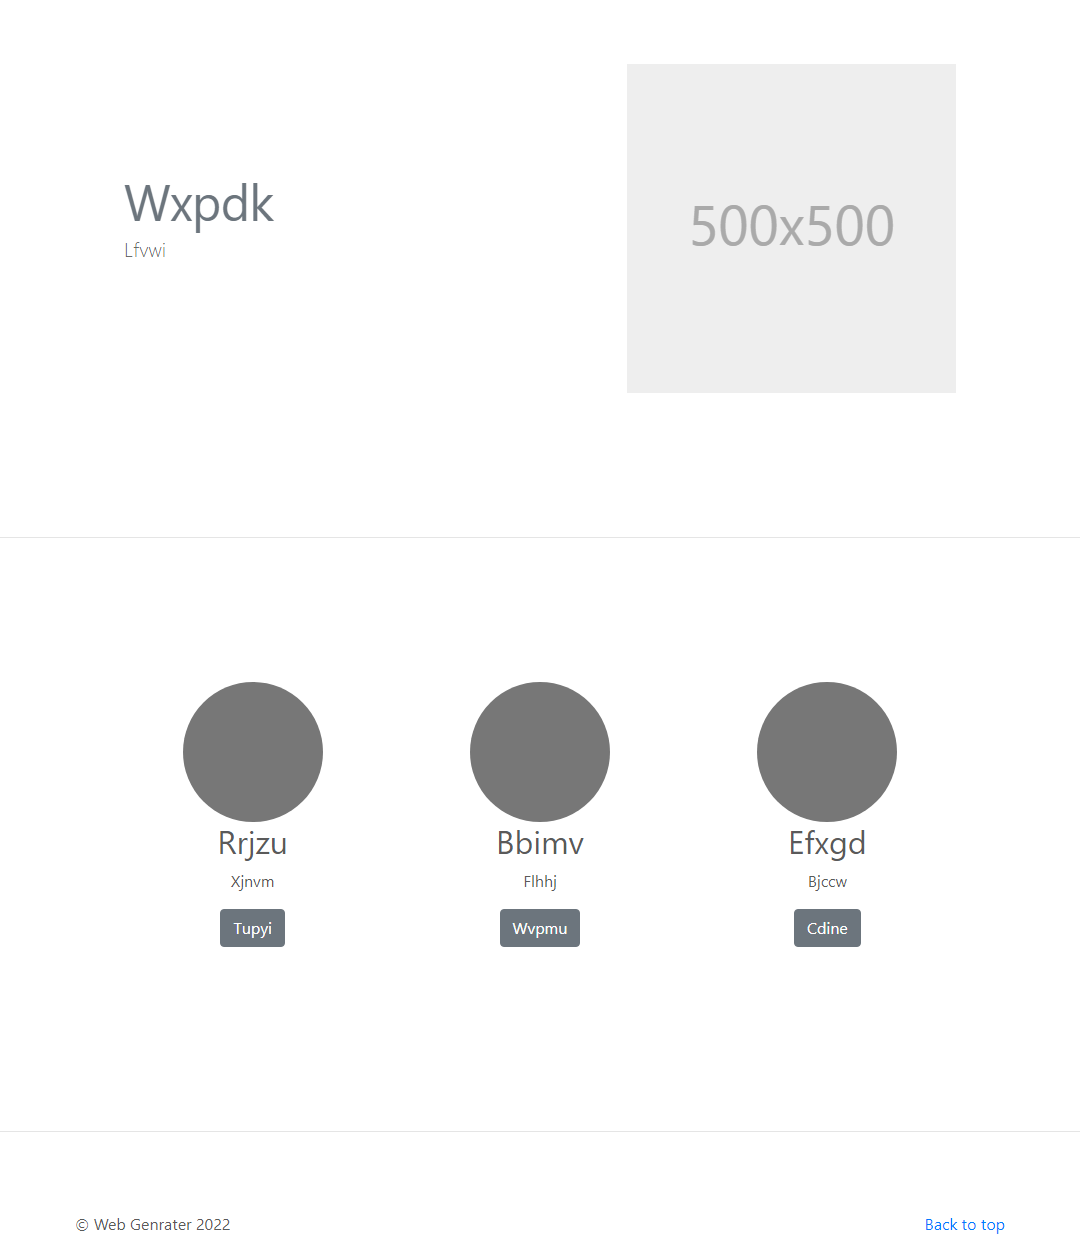 Wxpdk
Lfvwi
500x500
Rrjzu
Bbimv
Efxgd
Xjnvm
Flhhj
Bjccw
Tupyi
Wvpmu
Cdine
© Web Genrater 2022
Back to top